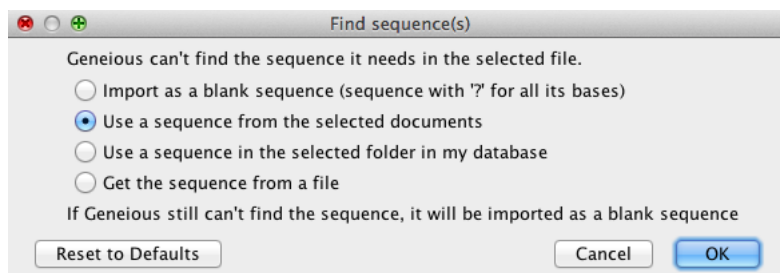 Find sequence(s)
Geneious can't find the sequence it needs in the selected file.
Import as a blank sequence (sequence with '?' for all its bases)
Use a sequence from the selected documents
Use a sequence in the selected folder in my database
Get the sequence from a file
If Geneious still can't find the sequence, it will be imported as a blank sequence
Reset to Defaults Cancel OK